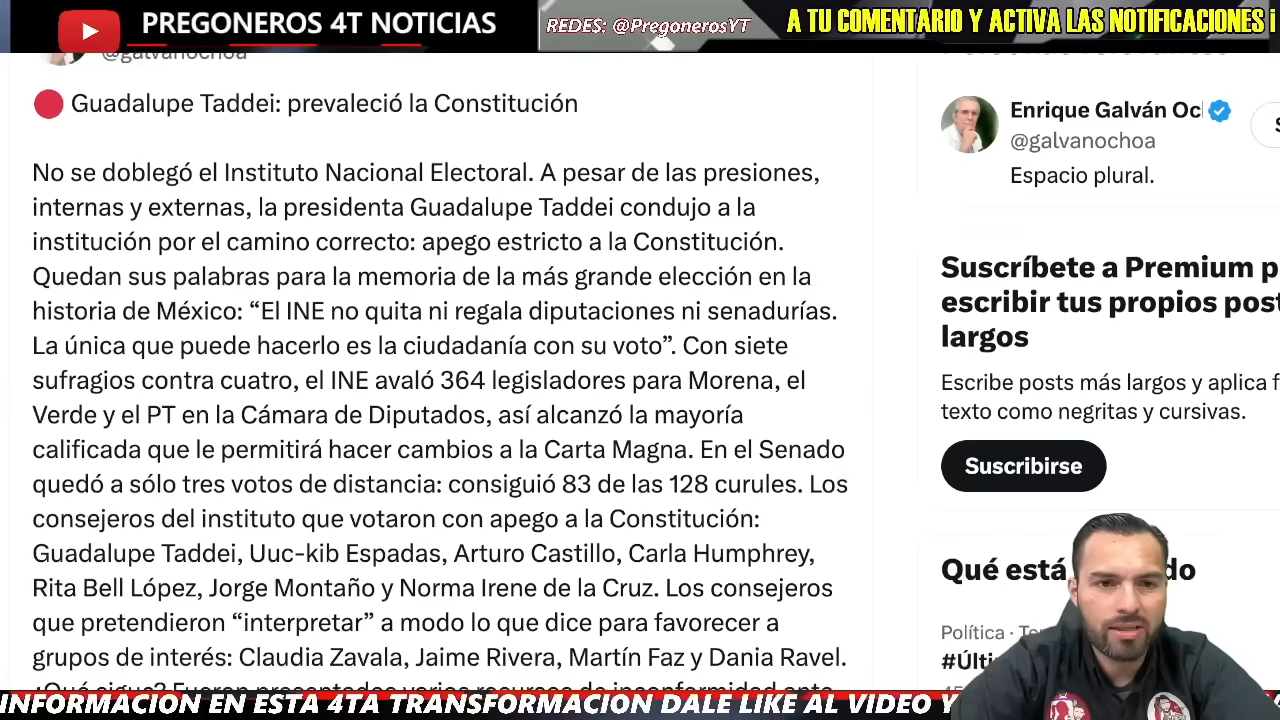 PREGONEROS 4T NOTICIAS
REDES: @PregonerosYT
A TU COMENTARIO Y ACTIVA LAS NOTIFICACIONES
@galvanochoa
Guadalupe Taddei: prevaleció la Constitución
No se doblegó el Instituto Nacional Electoral. A pesar de las presiones,
internas y externas, la presidenta Guadalupe Taddei condujo a la
institución por el camino correcto: apego estricto a la Constitución.
Quedan sus palabras para la memoria de la más grande elección en la
historia de México: “El INE no quita ni regala diputaciones ni senadurías.
La única que puede hacerlo es la ciudadanía con su voto”. Con siete
sufragios contra cuatro, el INE avaló 364 legisladores para Morena, el
Verde y el PT en la Cámara de Diputados, así alcanzó la mayoría
calificada que le permitirá hacer cambios a la Carta Magna. En el Senado
quedó a sólo tres votos de distancia: consiguió 83 de las 128 curules. Los
consejeros del instituto que votaron con apego a la Constitución:
Guadalupe Taddei, Uuc-kib Espadas, Arturo Castillo, Carla Humphrey,
Rita Bell López, Jorge Montaño y Norma Irene de la Cruz. Los consejeros
que pretendieron “interpretar” a modo lo que dice para favorecer a
grupos de interés: Claudia Zavala, Jaime Rivera, Martín Faz y Dania Ravel.
Enrique Galván Oc
@galvanochoa
Espacio plural.
Suscríbete a Premium p
escribir tus propios post
largos
Escribe posts más largos y aplica f
texto como negritas y cursivas.
Suscribirse
Qué está do
Política · Te
#Últi
INFORMACION EN ESTA 4TA TRANSFORMACION DALE LIKE AL VIDEO Y